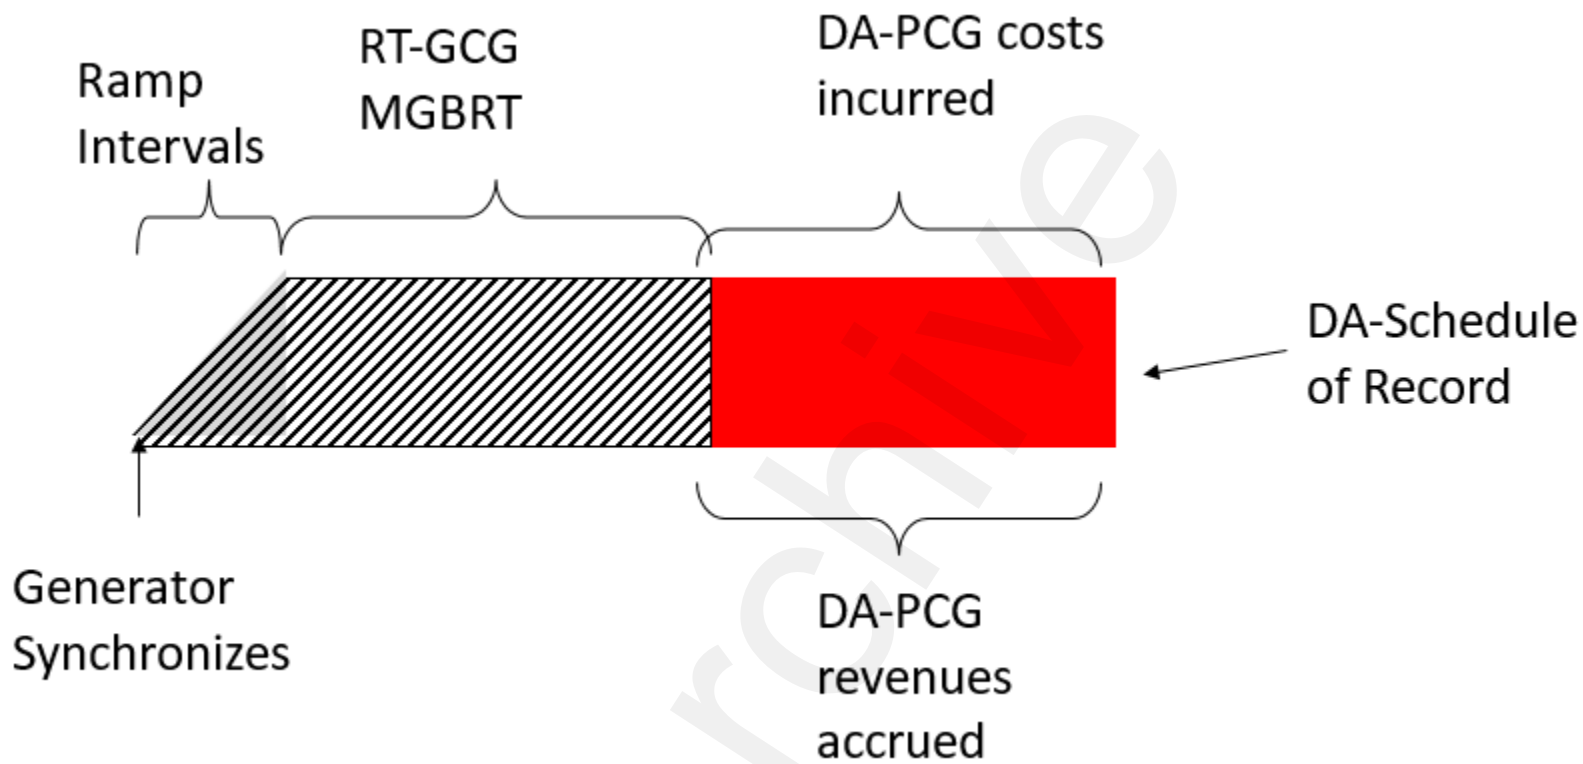 Ramp
Intervals
RT-GCG
MGBRT
DA-PCG costs
incurred
DA-Schedule
of Record
Generator
Synchronizes
DA-PCG
revenues
accrued
rchive